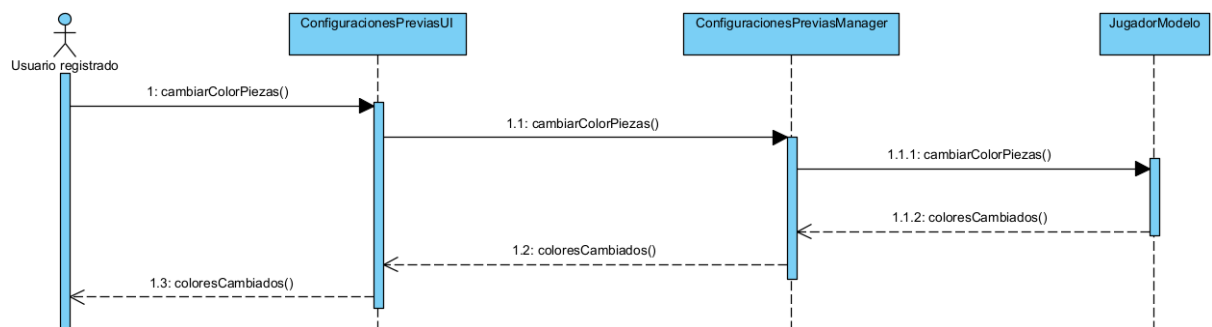 ConfiguracionesPreviasUI
ConfiguracionesPreviasManager
JugadorModelo
Usuario registrado
1: cambiarColorPiezas()
1.1: cambiarColorPiezas()
1.1.1: cambiarColorPiezas()
1.1.2: coloresCambiados()
1.2: coloresCambiados()
1.3: coloresCambiados()